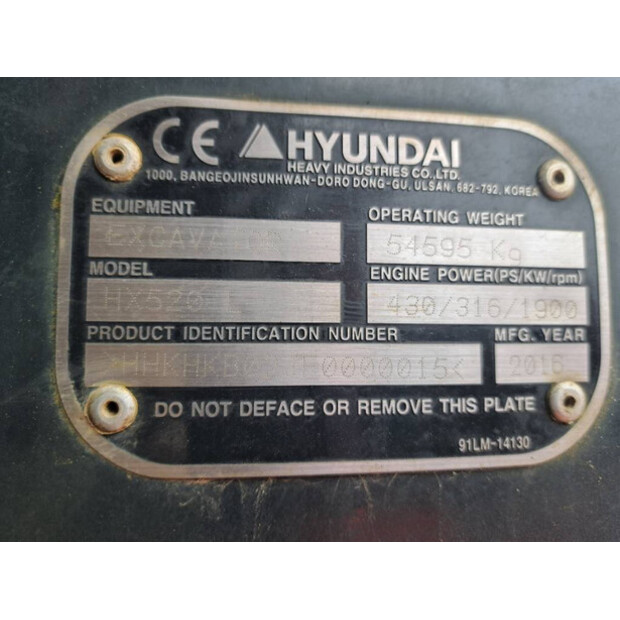 CE HYUNDAI
HEAVY INDUSTRIES CO.,LTD.
1000, BANGEOJINSUNHWAN-DORO DONG-GU, ULSAN, 682-792, KOREA
EQUIPMENT OPERATING WEIGHT
54595 Kg
MODEL ENGINE POWER(PS/KW/rpm)
HX520 430/316/1900
PRODUCT IDENTIFICATION NUMBER MFG. YEAR
DO NOT DEFACE OR REMOVE THIS PLATE
91LM-14130